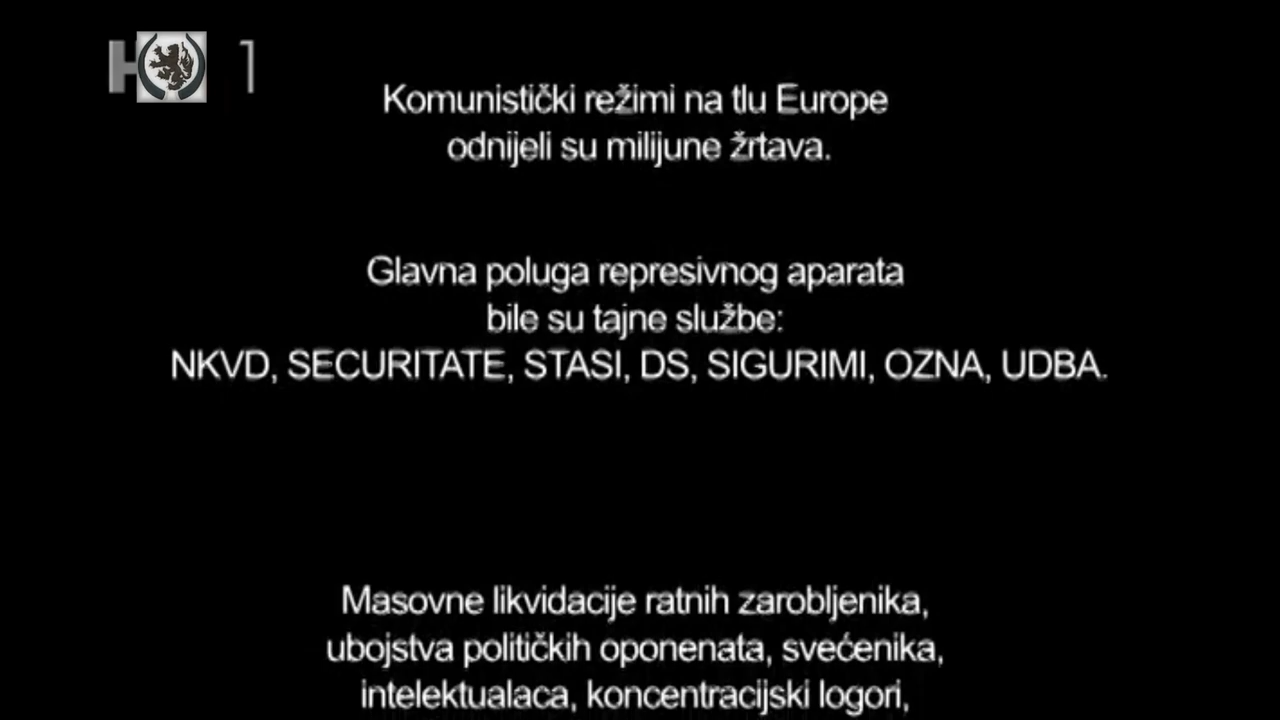 Komunistički režimi na tlu Europe
odnijeli su milijune žrtava.
Glavna poluga represivnog aparata
bile su tajne službe:
NKVD, SECURITATE, STASI, DS, SIGURIMI, OZNA, UDBA.
Masovne likvidacije ratnih zarobljenika,
ubojstva političkih oponenata, svećenika,
intelektualaca, koncentracijski logori,